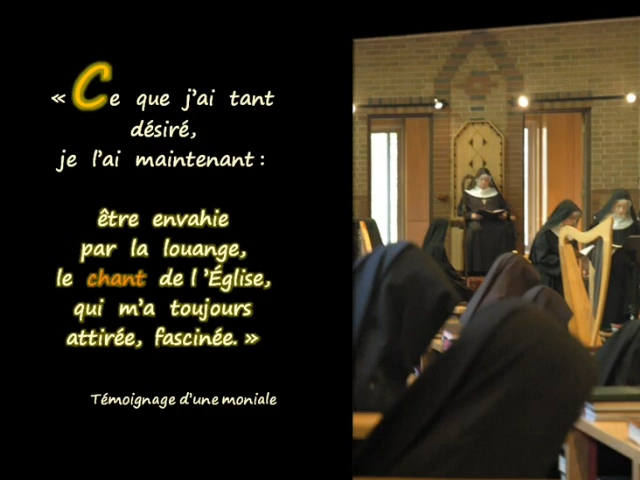 « Ce que j’ai tant
désiré,
je l’ai maintenant :
être envahie
par la louange,
le chant de l ’Église,
qui m’a toujours
attirée, fascinée. »
Témoignage d’une moniale